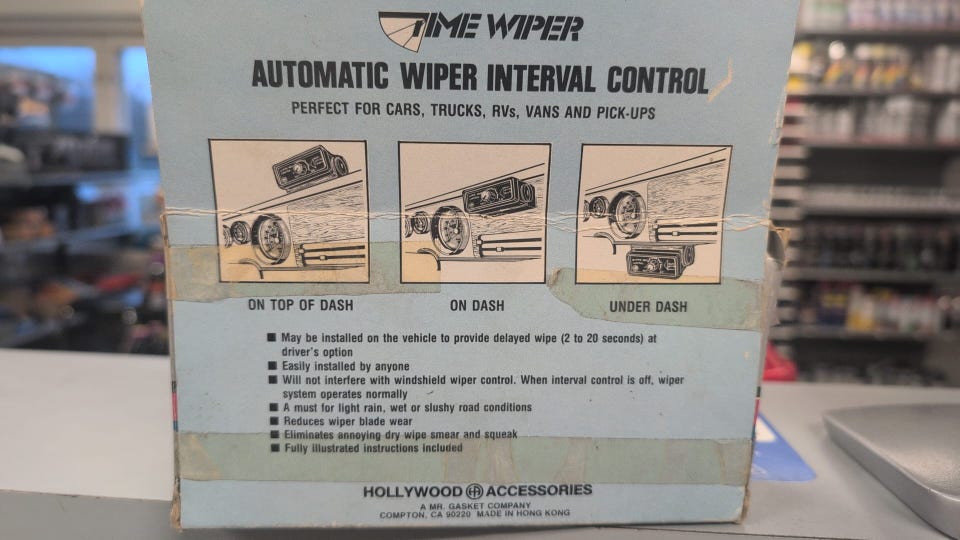 TIME WIPER
AUTOMATIC WIPER INTERVAL CONTROL
PERFECT FOR CARS, TRUCKS, RVs, VANS AND PICK-UPS
ON TOP OF DASH
ON DASH
UNDER DASH
■ May be installed on the vehicle to provide delayed wipe (2 to 20 seconds) at
driver's option
■ Easily installed by anyone
■ Will not interfere with windshield wiper control. When interval control is off, wiper
system operates normally
■ A must for light rain, wet or slushy road conditions
■ Reduces wiper blade wear
■ Eliminates annoying dry wipe smear and squeak
■ Fully illustrated instructions included
HOLLYWOOD HA ACCESSORIES
A MR. GASKET COMPANY
COMPTON, CA 90220 MADE IN HONG KONG